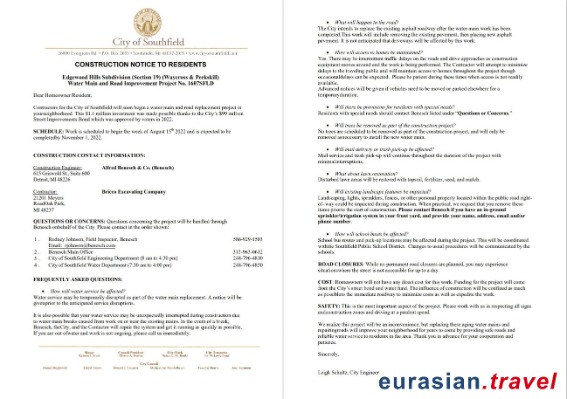 City of Southfield
26000 Evergreen Rd. • P.O. Box 2055 • Southfield, MI 48037-2055 • www.cityofsouthfield.com
CONSTRUCTION NOTICE TO RESIDENTS
Edgewood Hills Subdivision (Section 19) (Waycross & Peekskill)
Water Main and Road Improvement Project No. 1607SFLD
Dear Homeowner/Resident,
Contractors for the City of Southfield will soon begin a water main and road replacement project in
yourneighborhood. This $1.1 million investment was made possible thanks to the City's $99 million
Street Improvements Bond which was approved by voters in
SCHEDULE: Work is scheduled to begin the week of August 15th 2022 and is expected to be
completed by November 1, 2022.
CONSTRUCTION CONTACT INFORMATION:
Construction Engineer: Alfred Benesch & Co. (Benesch)
615 Griswold St., Suite 600
Detroit, MI 48226
Contractor: Bricco Excavating Company
21201 Meyers
RoadOak Park,
MI 48237
QUESTIONS OR CONCERNS: Questions concerning the project will be handled through
Benesch onbehalf of the City. Please contact in the order shown:
1. Rodney Johnson, Field Inspector, Benesch
Email:
2. Benesch Main Office
3. City of Southfield Engineering Department (8 am to 4:30 pm)
4. City of Southfield Water Department (7:30 am to 4:00 pm)
FREQUENTLY ASKED QUESTIONS:
• How will water service be affected?
Water service may be temporarily disrupted as part of the water main replacement. A notice will be
givenprior to the anticipated service disruptions.
It is also possible that your water service may be unexpectedly interrupted during construction due
to water main breaks caused from work on or near the existing mains. In the event of a break,
Benesch, theCity, and the Contractor will repair the system and get it running as quickly as possible.
If you are out ofwater and work is not ongoing, please call us immediately.
• What will happen to the road?
The City intends to replace the existing asphalt roadway after the water main work has been
completed.This work will include removing the existing pavement, then placing new asphalt
pavement. It is not anticipated that driveways will be affected by this work.
• How will access to homes be maintained?
You There may be intermittent traffic delays on the roads and drive approaches as construction
equipment moves around and the work is being performed. The Contractor will attempt to minimize
delays to the traveling public and will maintain access to homes throughout the project though
occasionaldelays can be expected. Please be patient during these times when access is not readily
available.
Advanced notices will be given if vehicles need to be moved or parked elsewhere for a
temporary duration.
• Will there be provisions for residents with special needs?
Residents with special needs should contact Benesch listed under "Questions or Concerns."
• Will trees be removed as part of the construction project?
No trees are scheduled to be removed as part of the construction project, and will only be
removed if necessary to install the new water main.
• Will mail delivery or trash pick-up be affected?
Mail service and trash pick-up will continue throughout the duration of the project with
minimal interruptions.
• What about lawn restoration?
Disturbed lawn areas will be restored with topsoil, fertilizer, seed, and mulch.
• Will existing landscape features be impacted?
Landscaping, lights, sprinklers, fences, or other personal property located within the public road
right-of-way could be impacted during construction. When practical, we request that you remove these
items prior to the start of construction. Please contact Benesch if you have an in-ground
sprinkler/irrigation system in your front yard, and provide your name, address, email and/or
phone number.
• How will school buses be affected?
School bus routes and pick-up locations may be affected during the project. This will be coordinated
with the Southfield Public School District. Changes to usual procedures will be communicated by the
schools.
ROAD CLOSURES. While no permanent road closures are planned, you may experience
situations where the street is not accessible for up to a day.
COST. Homeowners will not have any direct cost for this work. Funding for the project will come
from the City's street bond and water fund. The influence of construction will be confined as much
as possible to the immediate roadway to minimize costs as well as expedite the work.
SAFETY: This is the most important aspect of the project. Please work with us in respecting all signs
and construction zones and driving at a prudent speed.
We realize this project will be an inconvenience, but replacing these aging water mains and
repairing roads will improve your neighborhood for years to come by providing safe roads and
reliable water service to residents in the area. Thank you in advance for your cooperation and
patience.
Sincerely,
Leigh Schultz, City Engineer
eurasian.travel